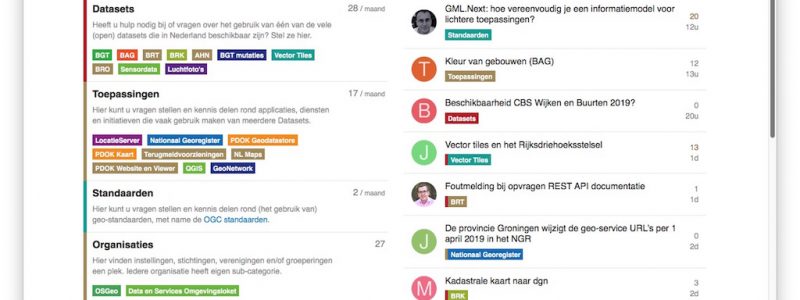 Datasets
28 / maand
Heeft u hulp nodig bij of vragen over het gebruik van één van de vele
(open) datasets die in Nederland beschikbaar zijn? Stel ze hier.
BGT BAG BRT BRK AHN BGT mutaties Vector Tiles
BRO Sensordata Luchtfoto's
Toepassingen
17 / maand
Hier kunt u vragen stellen en kennis delen rond applicaties, diensten
en initiatieven die vaak gebruik maken van meerdere Datasets.
LocatieServer Nationaal Georegister PDOK Geodatastore
PDOK Kaart Terugmeldvoorzieningen NL Maps
PDOK Website en Viewer QGIS GeoNetwork
Standaarden
2 / maand
Hier kunt u vragen stellen en kennis delen rond (het gebruik van)
geo-standaarden, met name de OGC standaarden.
Organisaties
27
Hier vinden instellingen, stichtingen, verenigingen en/of groeperingen
een plek. Iedere organisatie heeft eigen sub-categorie.
OSGeo Data en Services Omgevingsloket
GML.Next: hoe vereenvoudig je een informatiemodel voor
lichtere toepassingen?
Standaarden
20
12u
T
Kleur van gebouwen (BAG)
Toepassingen
12
13u
B
Beschikbaarheid CBS Wijken en Buurten 2019?
Datasets
0
20u
J
Vector tiles en het Rijksdriehoeksstelsel
Vector Tiles
13
1d
Foutmelding bij opvragen REST API documentatie
BRT
1
1d
J
De provincie Groningen wijzigt de geo-service URL's per 1
april 2019 in het NGR
Nationaal Georegister
0
2d
M
Kadastrale kaart naar dgn
BRK
3
2d